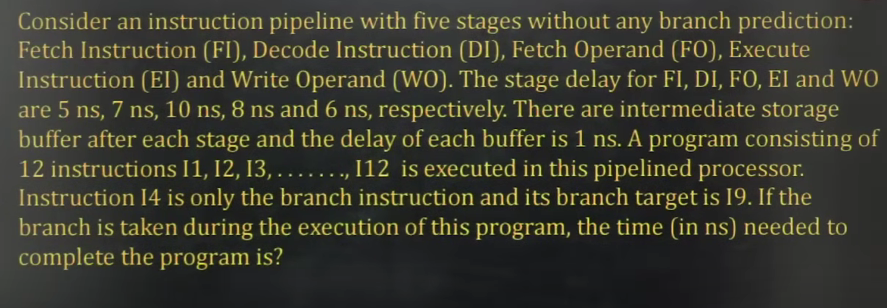 Consider an instruction pipeline with five stages without any branch prediction:
Fetch Instruction (FI), Decode Instruction (DI), Fetch Operand (FO), Execute
Instruction (EI) and Write Operand (WO). The stage delay for FI, DI, FO, EI and WO
are 5 ns, 7 ns, 10 ns, 8 ns and 6 ns, respectively. There are intermediate storage
buffer after each stage and the delay of each buffer is 1 ns. A program consisting of
12 instructions I1, I2, I3, . . . . . . ., I12 is executed in this pipelined processor.
Instruction I4 is only the branch instruction and its branch target is I9. If the
branch is taken during the execution of this program, the time (in ns) needed to
complete the program is?